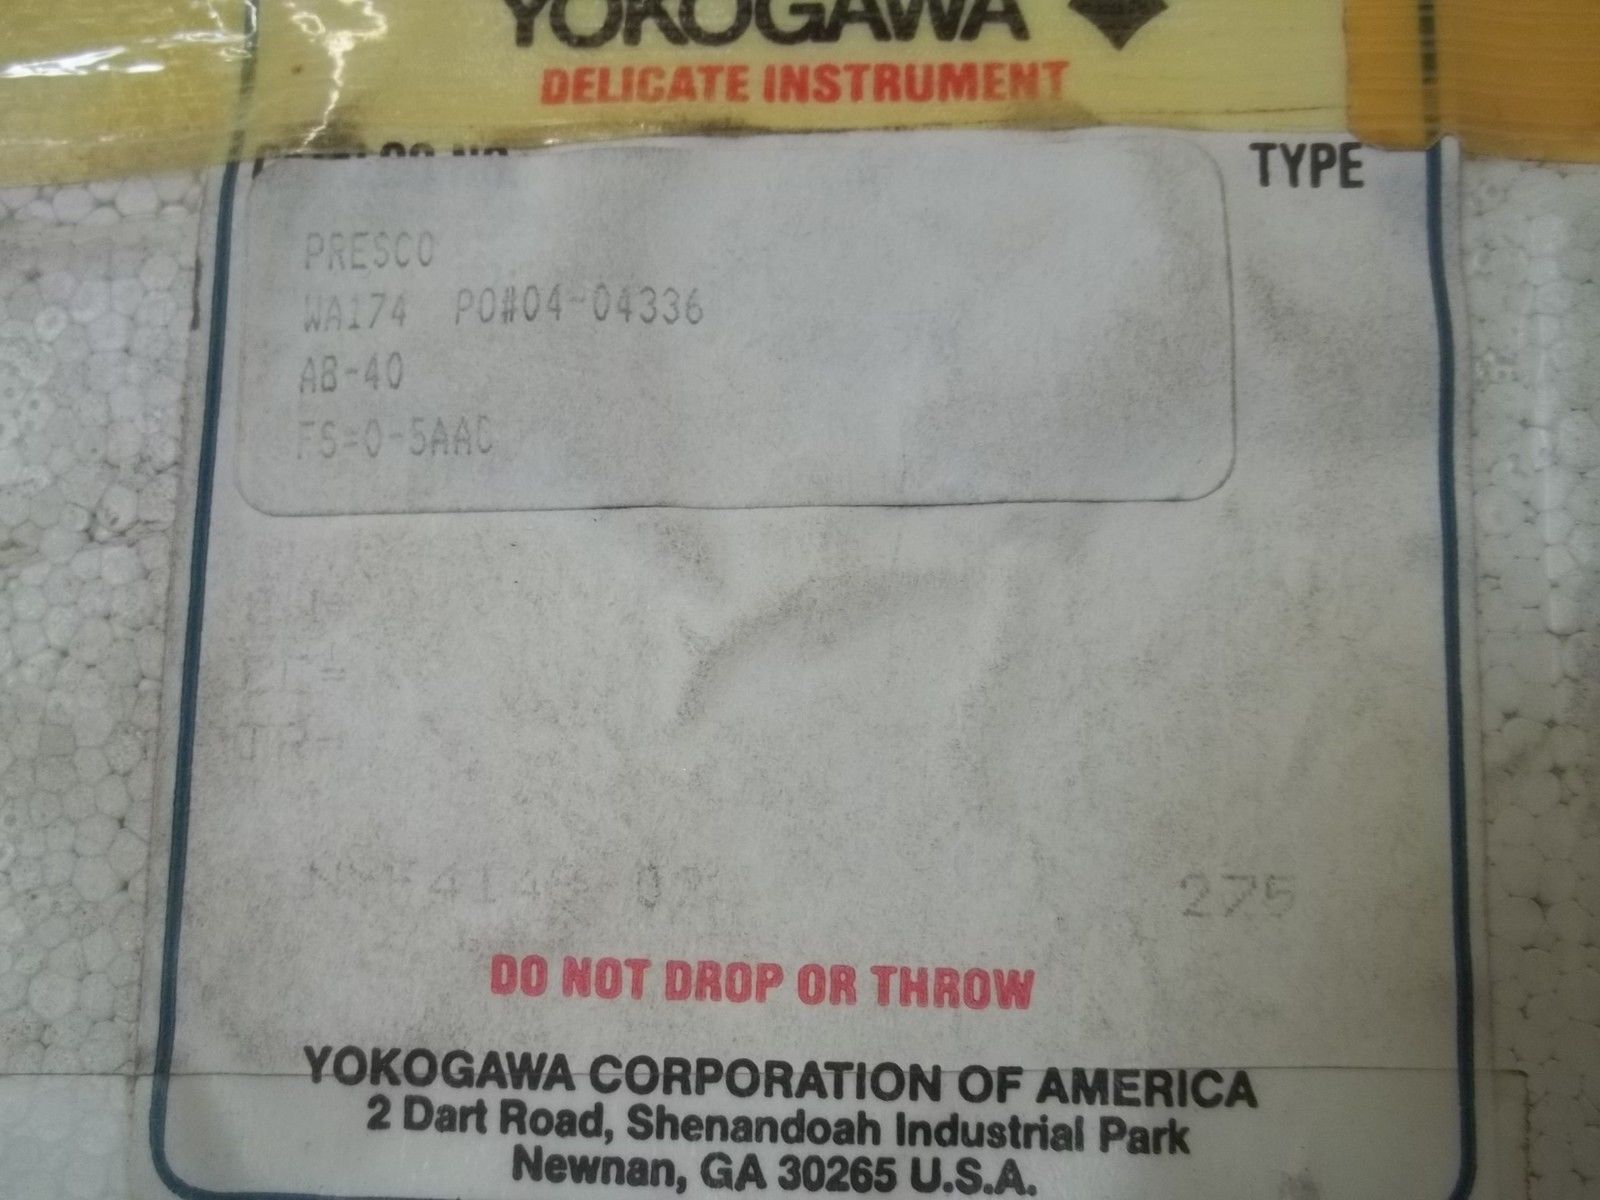 YOKOGAWA
DELICATE INSTRUMENT
TYPE
PRESCO
WA174 PO#04-04336
AB-40
FS=0-5AAC
275
DO NOT DROP OR THROW
YOKOGAWA CORPORATION OF AMERICA
2 Dart Road, Shenandoah Industrial Park
Newnan, GA 30265 U.S.A.